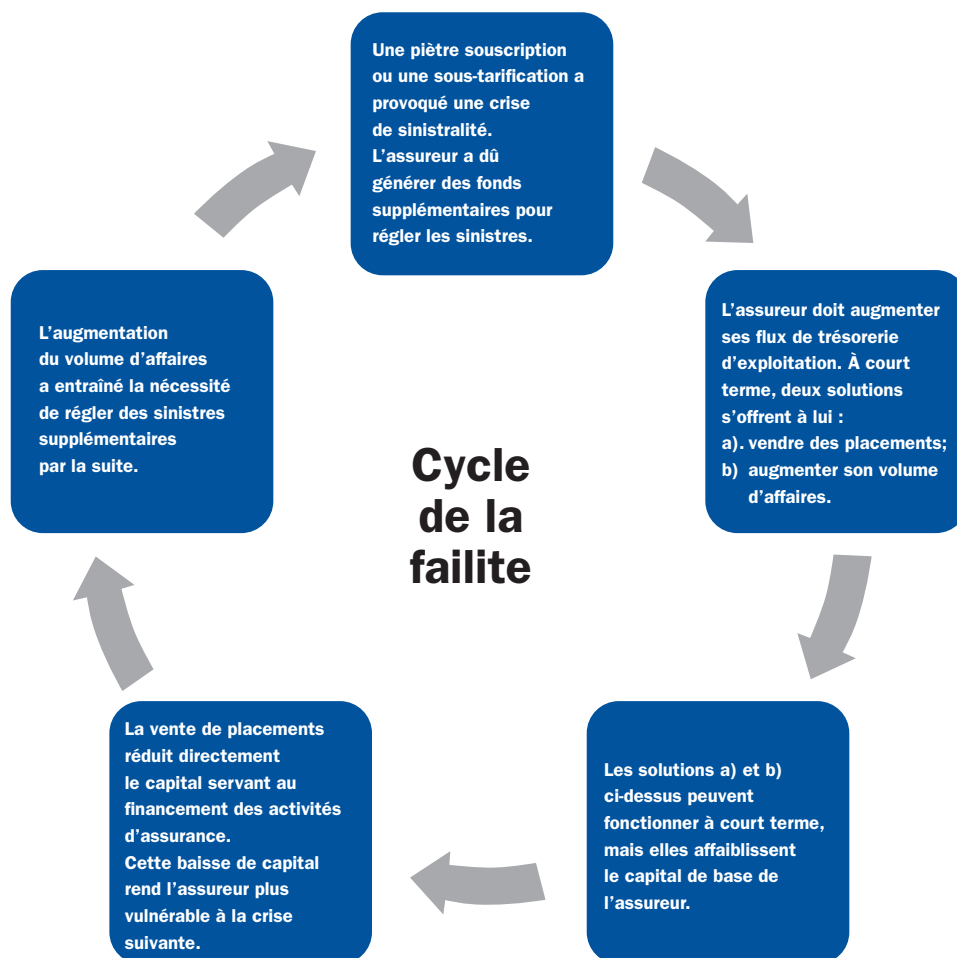 Une piètre souscription
ou une sous-tarification a
provoqué une crise
de sinistralité.
L'assureur a dû
générer des fonds
supplémentaires pour
régler les sinistres.
L'assureur doit augmenter
ses flux de trésorerie
d'exploitation. À court
terme, deux solutions
s'offrent à lui :
a). vendre des placements;
b) augmenter son volume
d'affaires.
Les solutions a) et b)
ci-dessus peuvent
fonctionner à court terme,
mais elles affaiblissent
le capital de base de
l'assureur.
La vente de placements
réduit directement
le capital servant au
financement des activités
d'assurance.
Cette baisse de capital
rend l'assureur plus
vulnérable à la crise
suivante.
L'augmentation
du volume d'affaires
a entraîné la nécessité
de régler des sinistres
supplémentaires
par la suite.
Cycle
de la
failite